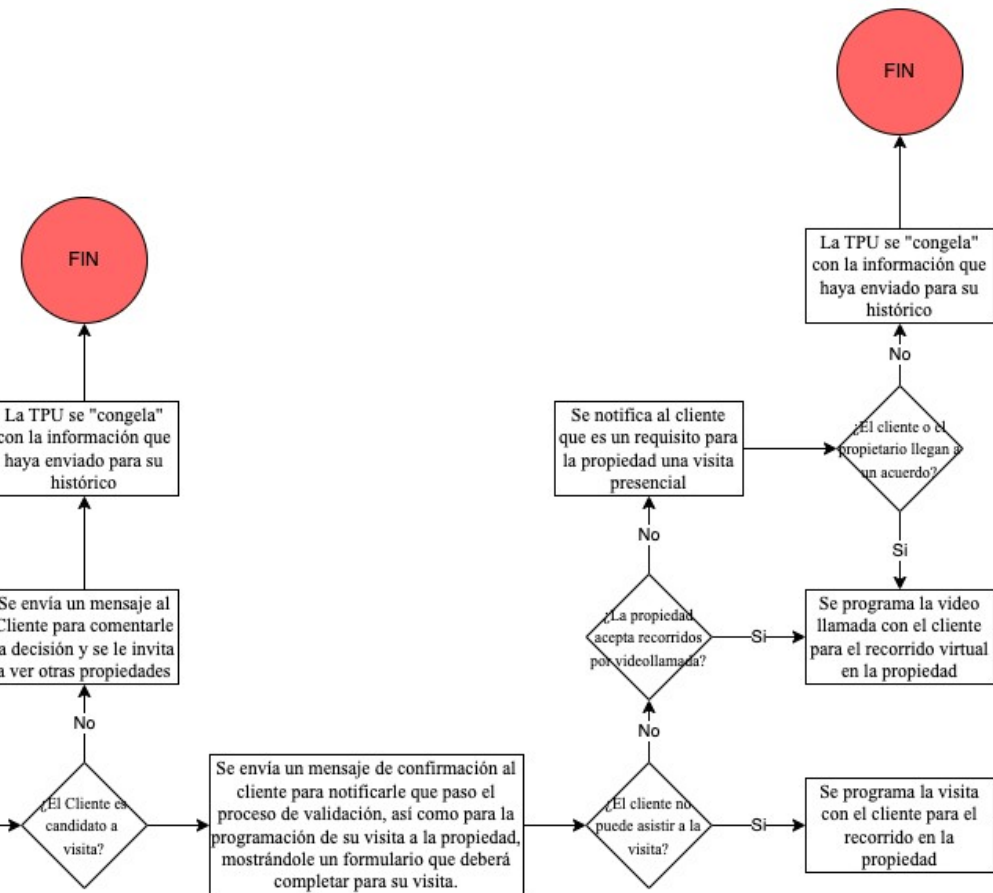 FIN
La TPU se "congela"
con la información que
haya enviado para su
histórico
No
¿El cliente o el
propietario llegan a
un acuerdo?
Si
Se programa la video
llamada con el cliente
para el recorrido virtual
en la propiedad
FIN
La TPU se "congela"
con la información que
haya enviado para su
histórico
Se envía un mensaje al
Cliente para comentarle
la decisión y se le invita
a ver otras propiedades
No
¿El Cliente es
candidato a
visita?
Se envía un mensaje de confirmación al
cliente para notificarle que paso el
proceso de validación, así como para la
programación de su visita a la propiedad,
mostrándole un formulario que deberá
completar para su visita.
Se notifica al cliente
que es un requisito para
la propiedad una visita
presencial
No
¿La propiedad
acepta recorridos
por videollamada?
Si
No
¿El cliente no
puede asistir a la
visita?
Si
Se programa la visita
con el cliente para el
recorrido en la
propiedad